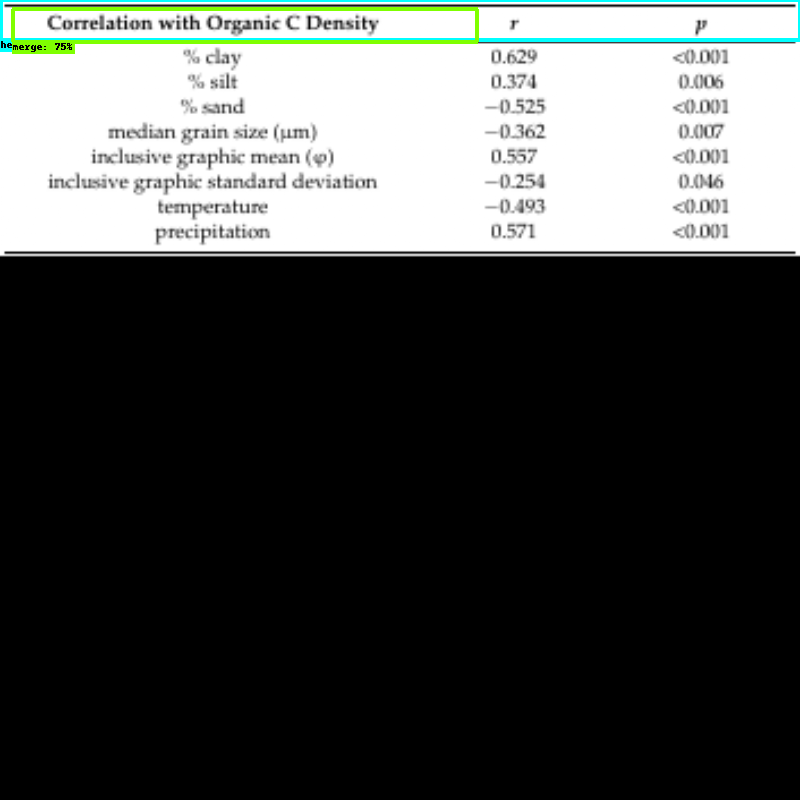 Correlation with Organic C Density r p
he merge: 75%
% clay 0.629 <0.001
% silt 0.374 0.006
% sand −0.525 <0.001
median grain size (μm) −0.362 0.007
inclusive graphic mean (φ) 0.557 <0.001
inclusive graphic standard deviation −0.254 0.046
temperature −0.493 <0.001
precipitation 0.571 <0.001